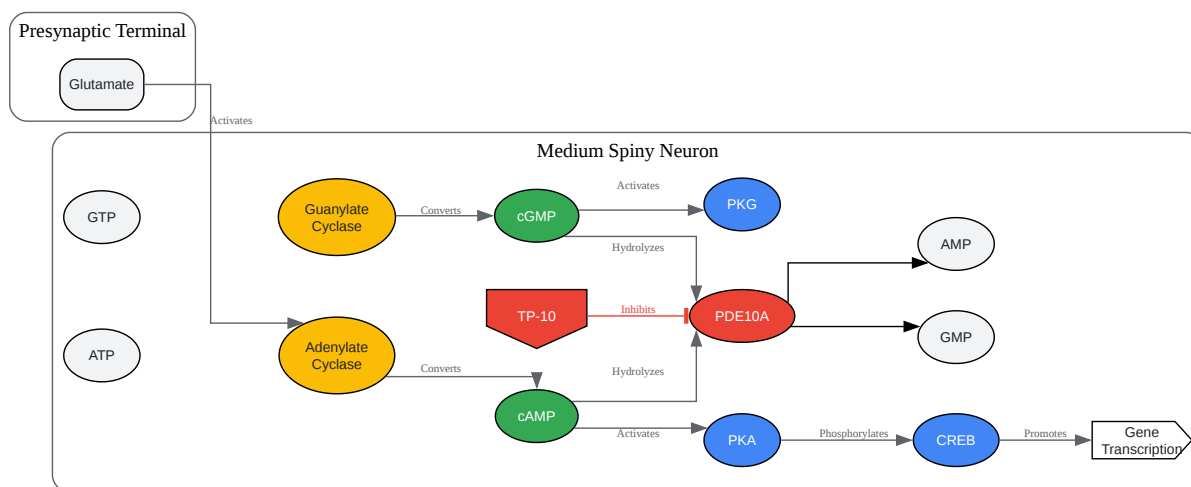 Presynaptic Terminal
Glutamate
Activates
Medium Spiny Neuron
GTP
Guanylate
Cyclase
Converts
cGMP
Activates
PKG
Hydrolyzes
AMP
TP-10
Inhibits
PDE10A
GMP
ATP
Adenylate
Cyclase
Converts
Hydrolyzes
cAMP
Activates
PKA
Phosphorylates
CREB
Promotes
Gene
Transcription